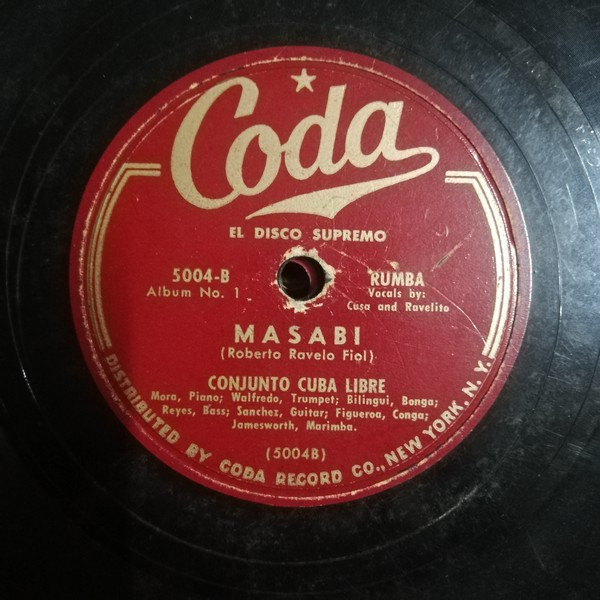 Coda
EL DISCO SUPREMO
5004-B
Album No. 1
RUMBA
Vocals by:
Cusa and Ravelito
MASABI
(Roberto Ravelo Fiol)
CONJUNTO CUBA LIBRE
Mora, Piano; Walfredo, Trumpet; Bilingui, Bonga;
Reyes, Bass; Sanchez, Guitar; Figueroa, Conga;
Jamesworth, Marimba.
(5004B)
DISTRIBUTED BY CODA RECORD CO., NEW YORK, N. Y.